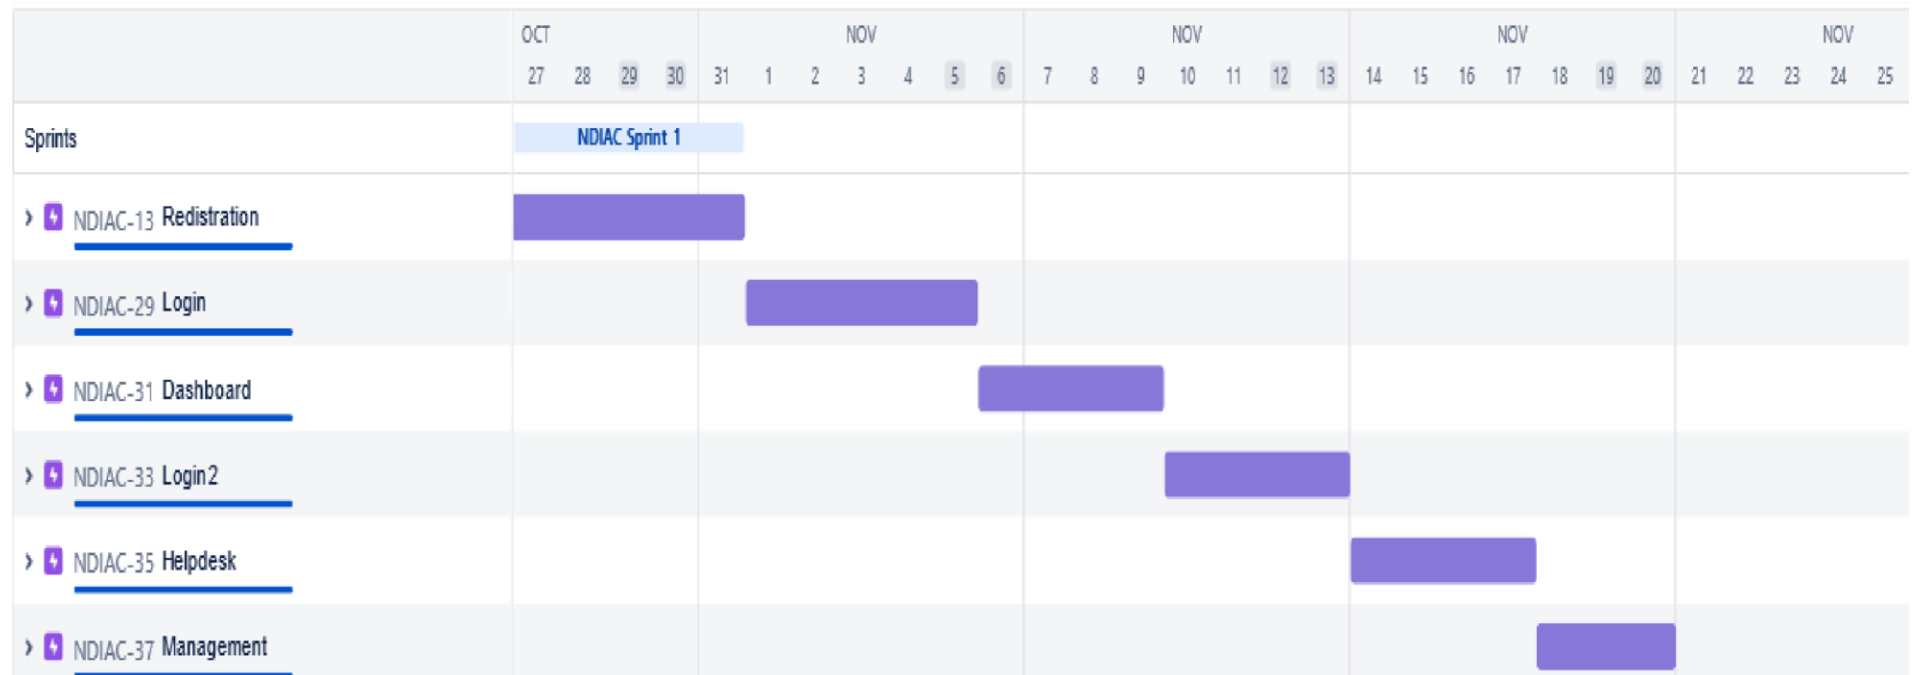 OCT NOV NOV NOV NOV
27 28 29 30 31 1 2 3 4 5 6 7 8 9 10 11 12 13 14 15 16 17 18 19 20 21 22 23 24 25
Sprints NDIAC Sprint 1
NDIAC-13 Redistration
NDIAC-29 Login
NDIAC-31 Dashboard
NDIAC-33 Login2
NDIAC-35 Helpdesk
NDIAC-37 Management